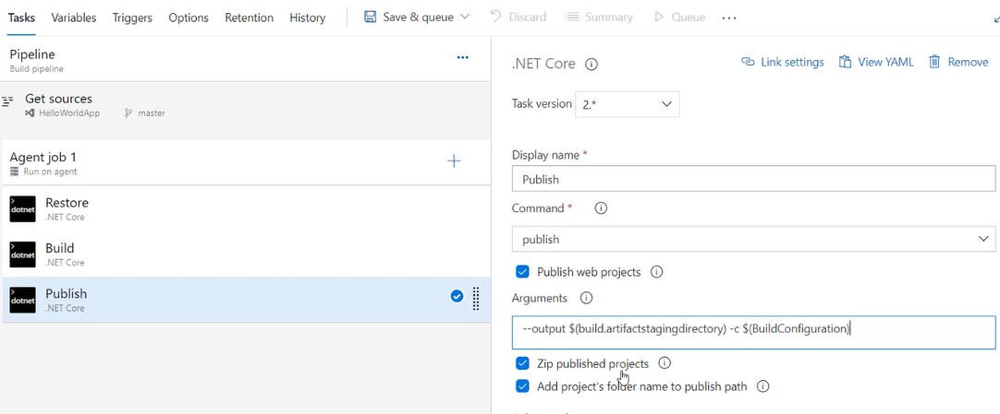 Tasks Variables Triggers Options Retention History Save & queue Discard Summary Queue ...
Pipeline
Build pipeline
Get sources
HelloWorldApp master
Agent job 1
Run on agent
>_ dotnet Restore
.NET Core
>_ dotnet Build
.NET Core
>_ dotnet Publish
.NET Core
.NET Core Link settings View YAML Remove
Task version 2.*
Display name *
Publish
Command *
publish
Publish web projects
Arguments
--output $(build.artifactstagingdirectory) -c $(BuildConfiguration)
Zip published projects
Add project's folder name to publish path